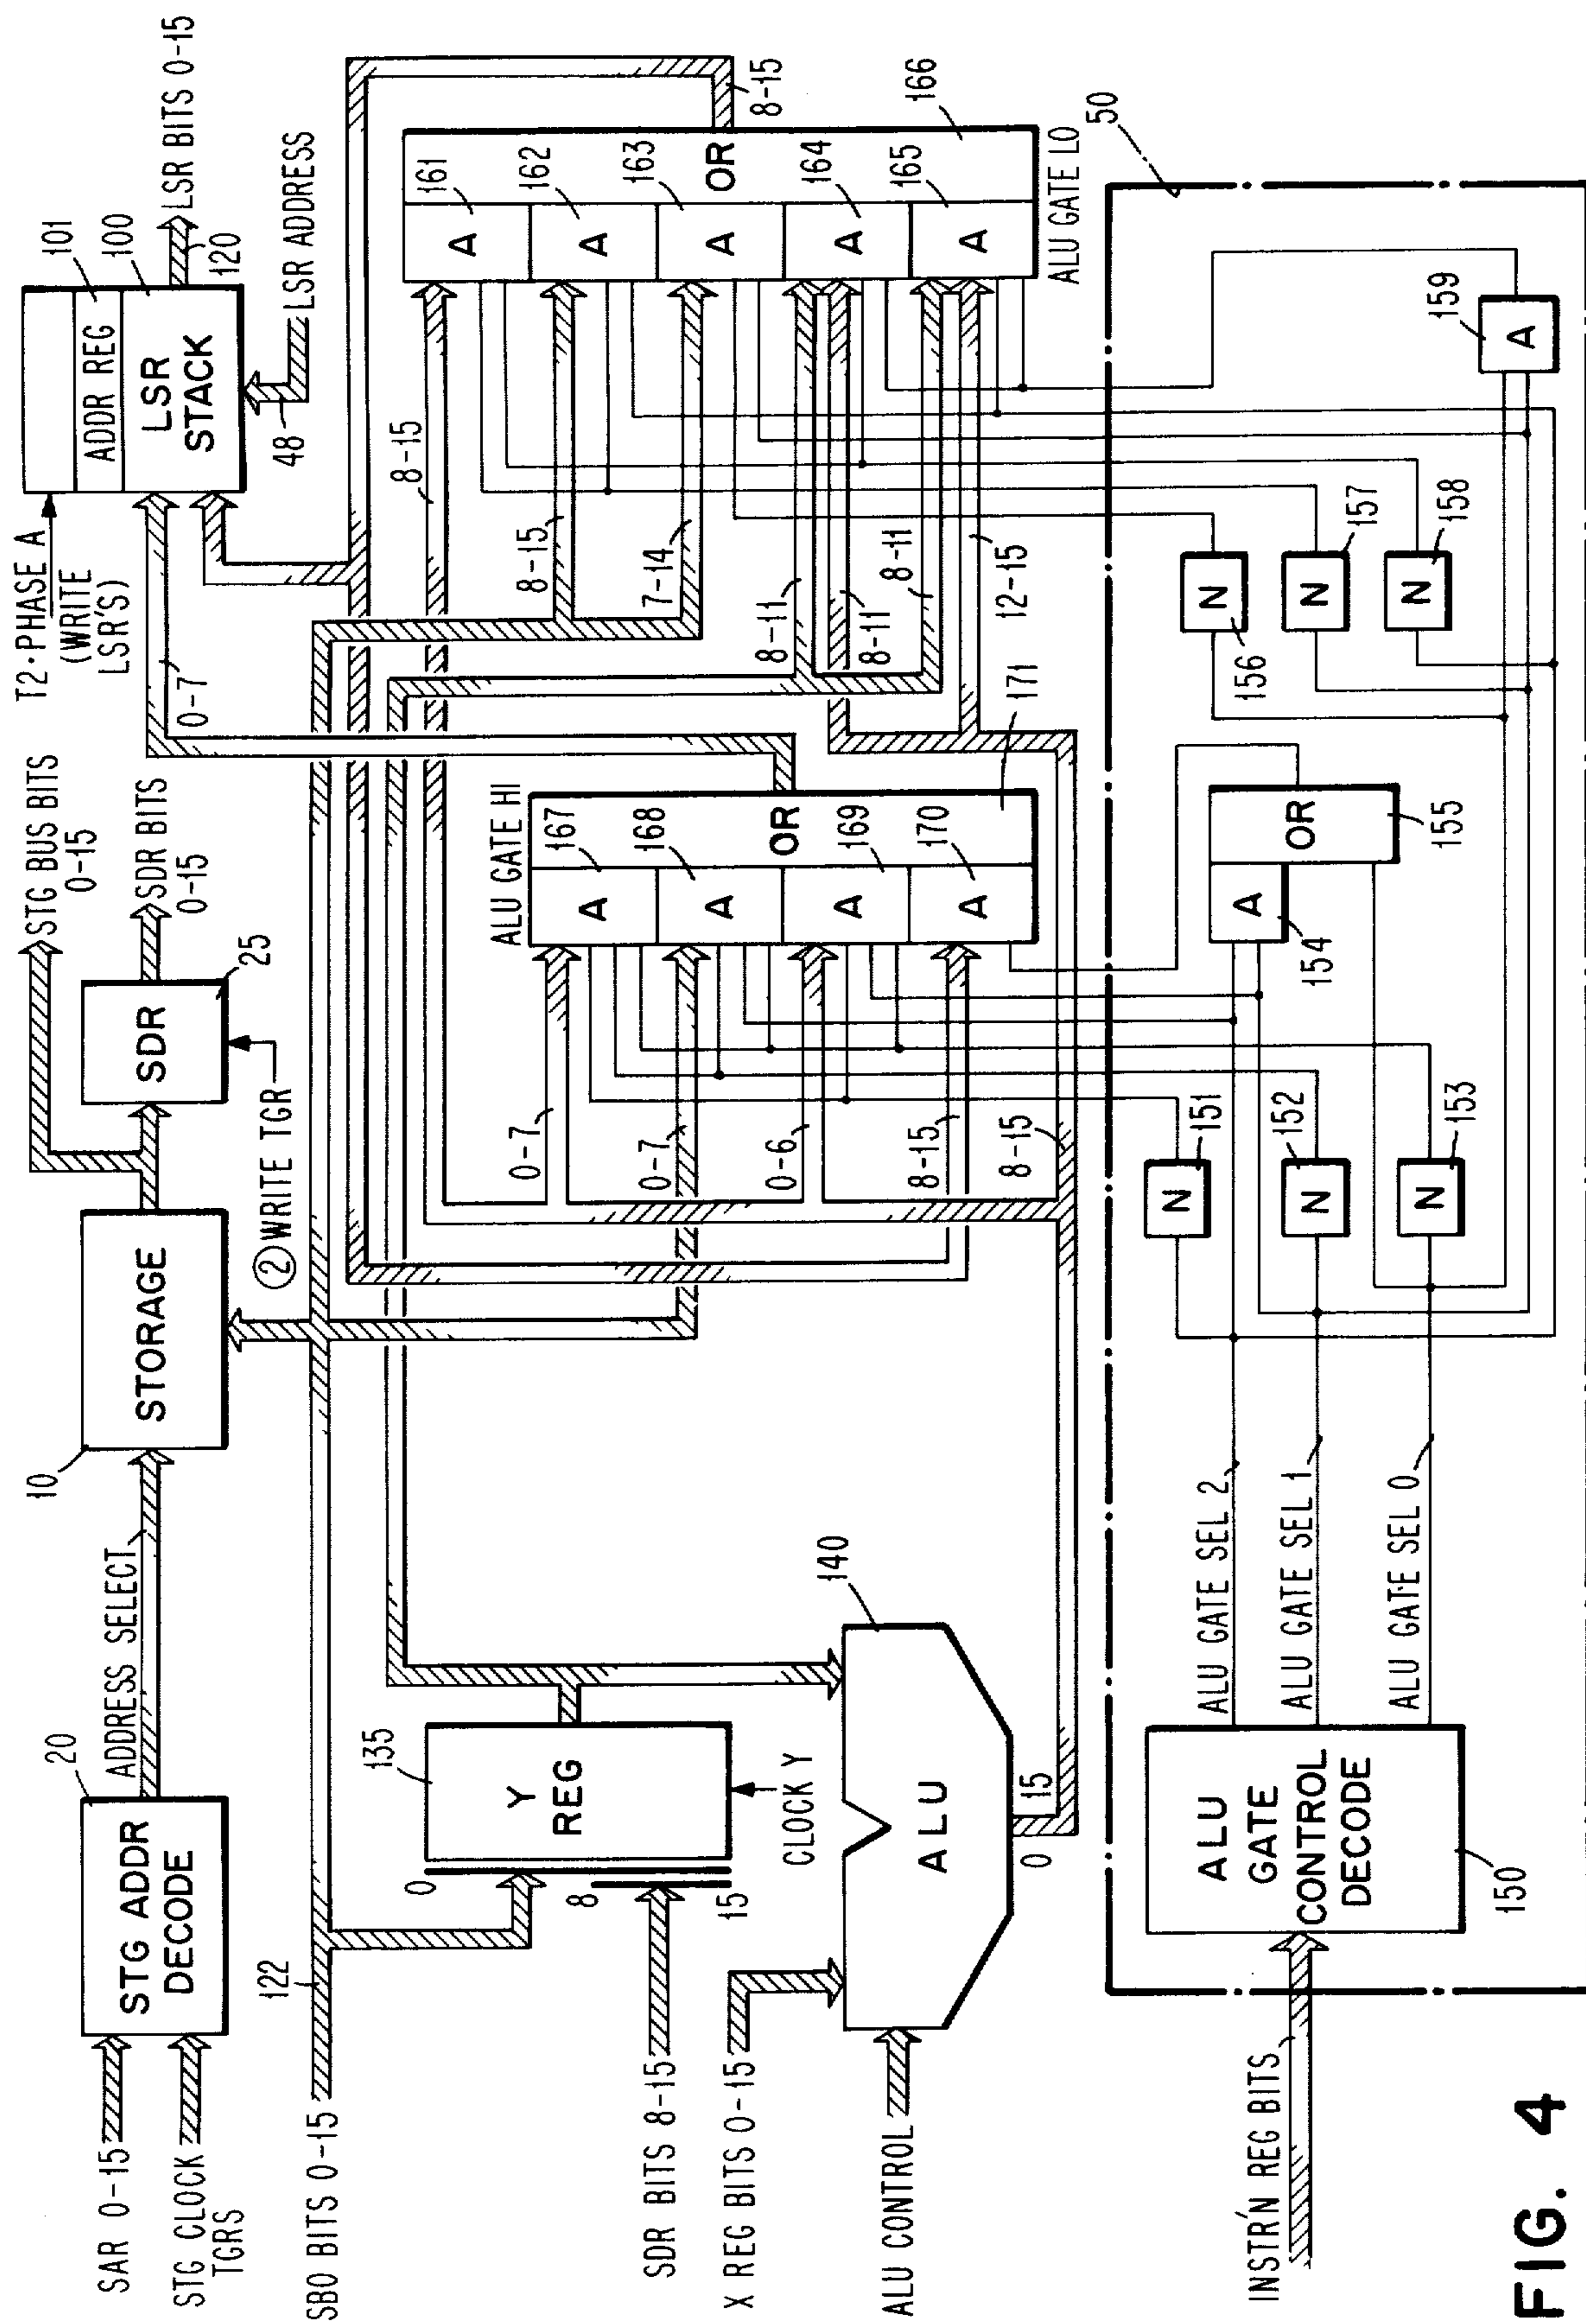 SAR 0-15
STG CLOCK
TGRS
STG ADDR
DECODE
20
ADDRESS SELECT
10
STORAGE
② WRITE TGR
STG BUS BITS
0-15
SDR
25
SDR BITS
0-15
T2·PHASE A
(WRITE
LSR'S)
0-7
ADDR REG
LSR
STACK
101
100
LSR BITS 0-15
120
48
LSR ADDRESS
SBO BITS 0-15
122
0
8
15
Y
REG
135
CLOCK Y
SDR BITS 8-15
X REG BITS 0-15
ALU CONTROL
ALU
140
0
15
ALU GATE HI
0-7
0-7
0-6
8-15
8-15
A
167
A
168
A
169
A
170
OR
171
8-15
8-15
7-14
8-11
8-11
8-11
12-15
A
161
A
162
A
163
A
164
A
165
OR
166
8-15
ALU GATE LO
50
INSTR'N REG BITS
ALU
GATE
CONTROL
DECODE
150
ALU GATE SEL 2
ALU GATE SEL 1
ALU GATE SEL 0
N
151
N
152
N
153
A
154
OR
155
N
156
N
157
N
158
A
159
FIG. 4